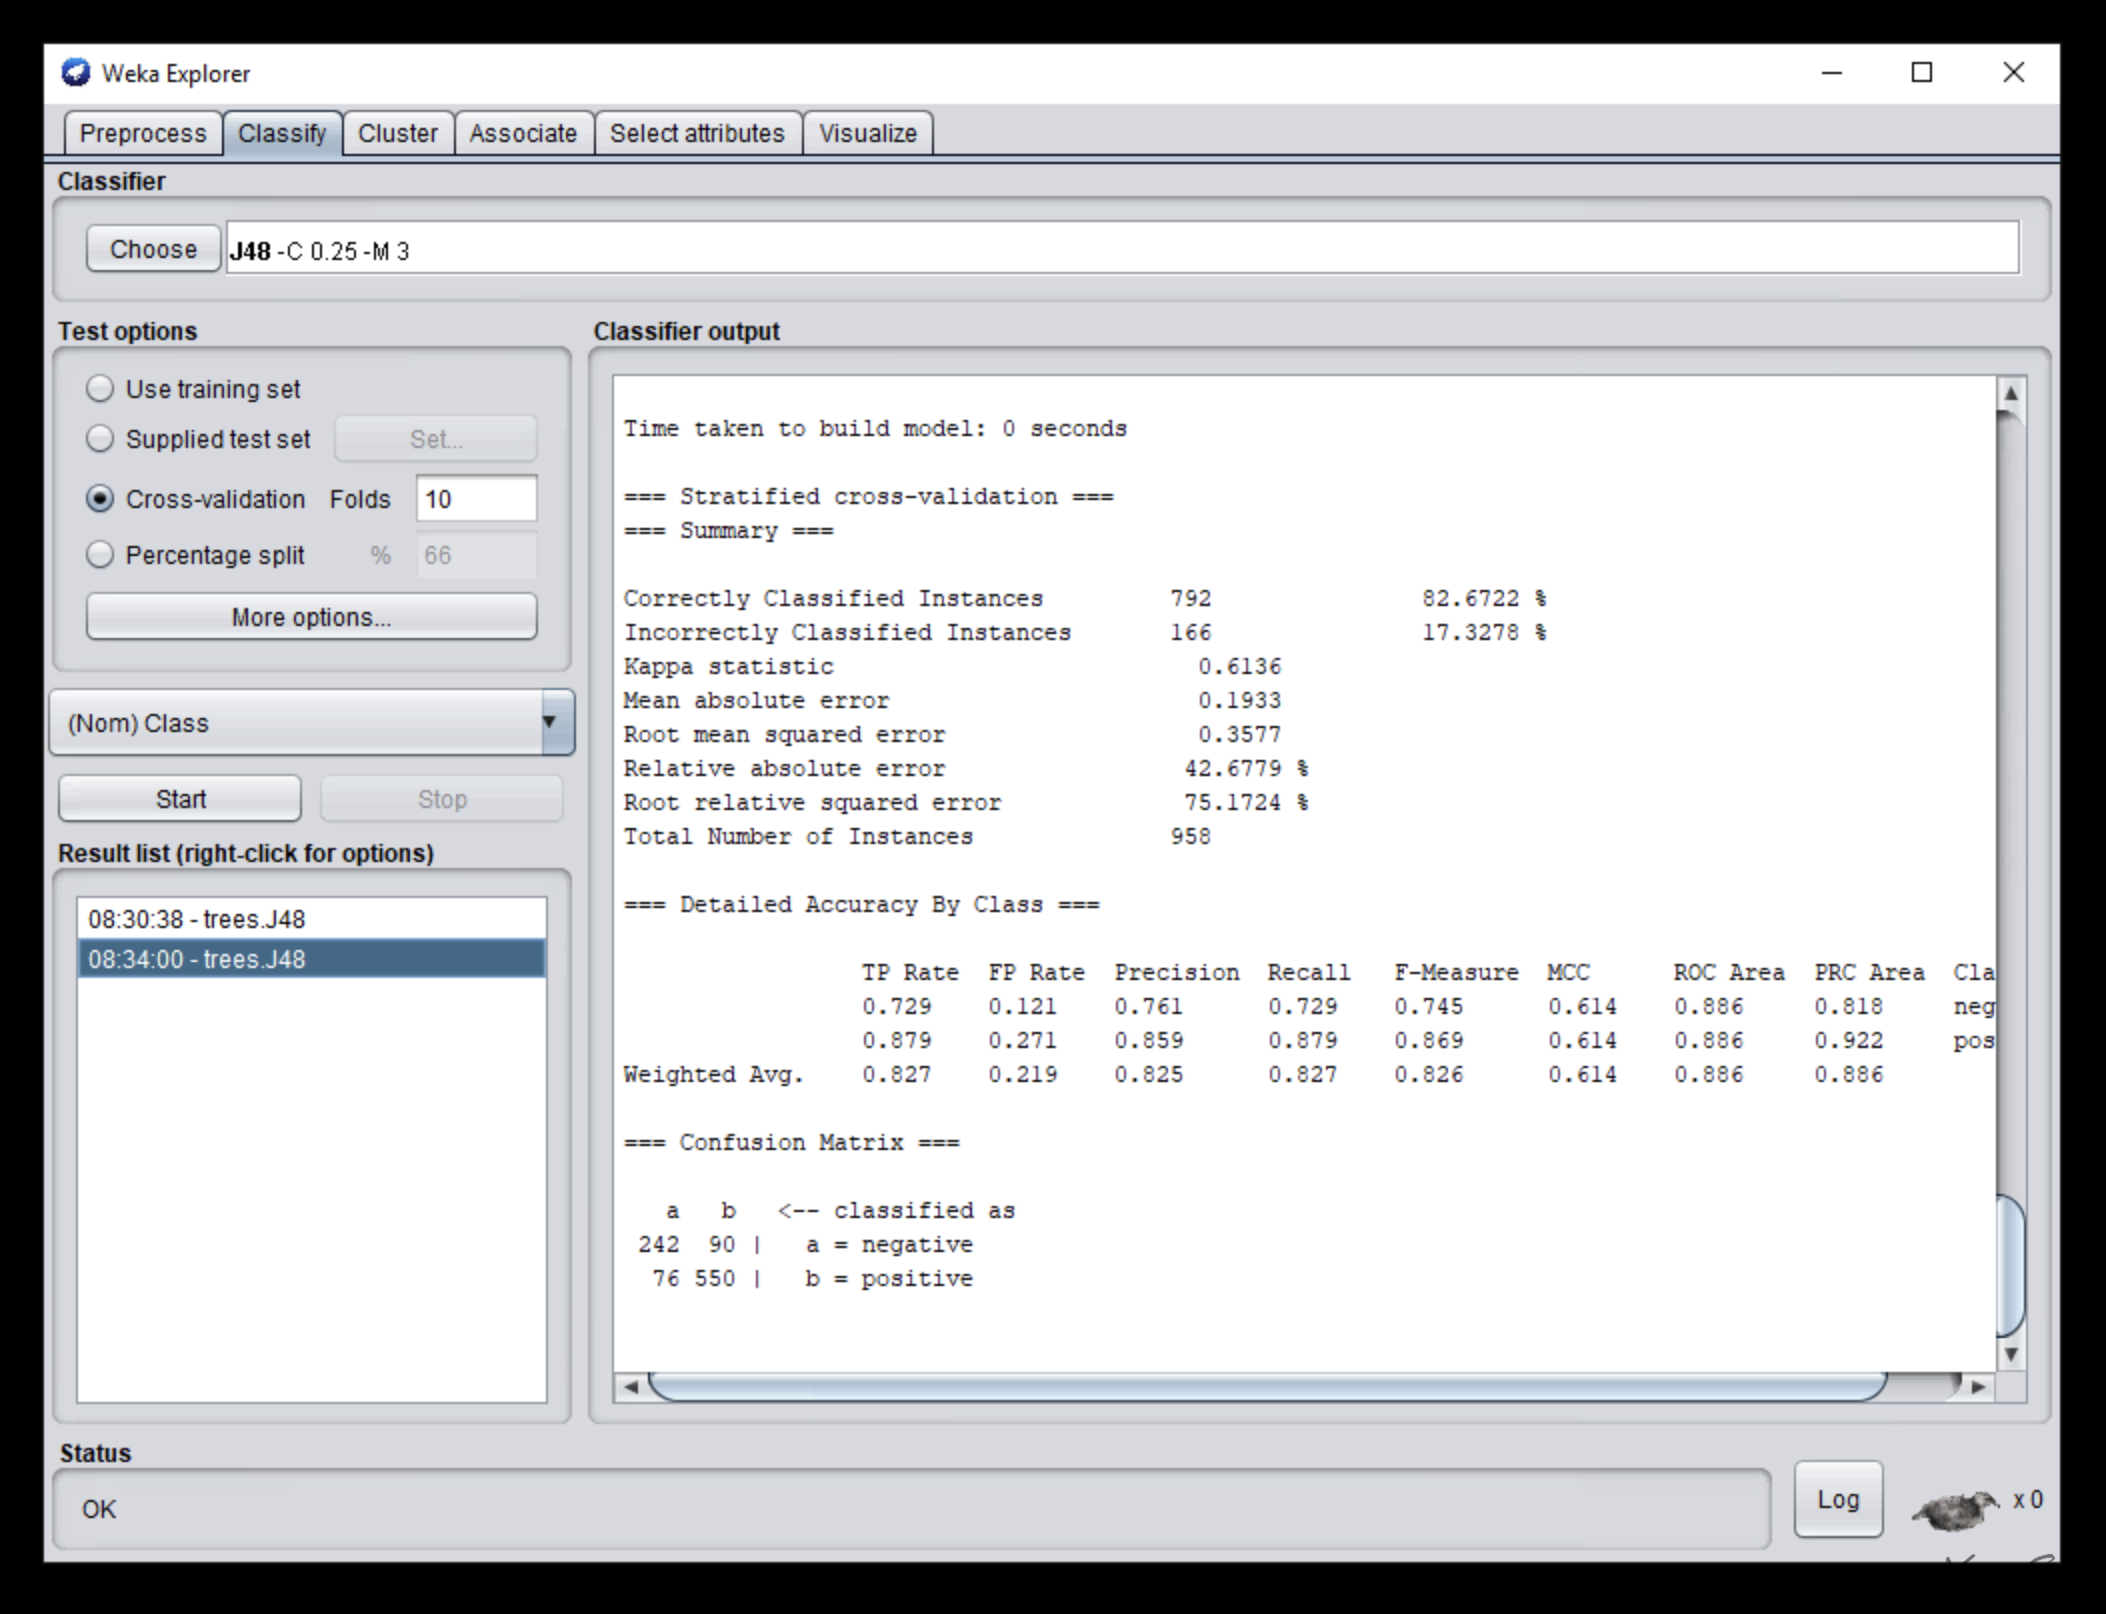 Weka Explorer
Preprocess Classify Cluster Associate Select attributes Visualize
Classifier
Choose J48 -C 0.25 -M 3
Test options
Use training set
Supplied test set Set...
Cross-validation Folds 10
Percentage split % 66
More options...
(Nom) Class
Start Stop
Result list (right-click for options)
08:30:38 - trees.J48
08:34:00 - trees.J48
Classifier output
Time taken to build model: 0 seconds
=== Stratified cross-validation ===
=== Summary ===
Correctly Classified Instances 792 82.6722 %
Incorrectly Classified Instances 166 17.3278 %
Kappa statistic 0.6136
Mean absolute error 0.1933
Root mean squared error 0.3577
Relative absolute error 42.6779 %
Root relative squared error 75.1724 %
Total Number of Instances 958
=== Detailed Accuracy By Class ===
TP Rate FP Rate Precision Recall F-Measure MCC ROC Area PRC Area Cla
0.729 0.121 0.761 0.729 0.745 0.614 0.886 0.818 neg
0.879 0.271 0.859 0.879 0.869 0.614 0.886 0.922 pos
Weighted Avg. 0.827 0.219 0.825 0.827 0.826 0.614 0.886 0.886
=== Confusion Matrix ===
a b <-- classified as
242 90 | a = negative
76 550 | b = positive
Status
OK
Log x 0